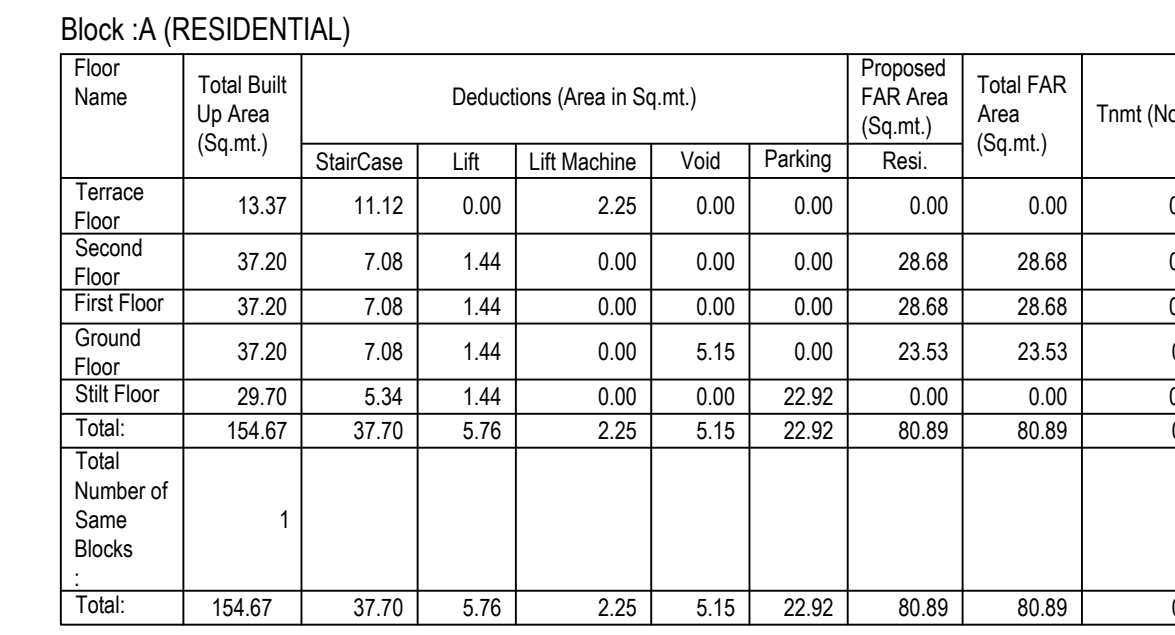 Block :A (RESIDENTIAL)
Floor Name Total Built Up Area (Sq.mt.) Deductions (Area in Sq.mt.) Proposed FAR Area (Sq.mt.) Total FAR Area (Sq.mt.) Tnmt
StairCase Lift Lift Machine Void Parking Resi.
Terrace Floor 13.37 11.12 0.00 2.25 0.00 0.00 0.00 0.00
Second Floor 37.20 7.08 1.44 0.00 0.00 0.00 28.68 28.68
First Floor 37.20 7.08 1.44 0.00 0.00 0.00 28.68 28.68
Ground Floor 37.20 7.08 1.44 0.00 5.15 0.00 23.53 23.53
Stilt Floor 29.70 5.34 1.44 0.00 0.00 22.92 0.00 0.00
Total: 154.67 37.70 5.76 2.25 5.15 22.92 80.89 80.89
Total Number of Same Blocks : 1
Total: 154.67 37.70 5.76 2.25 5.15 22.92 80.89 80.89